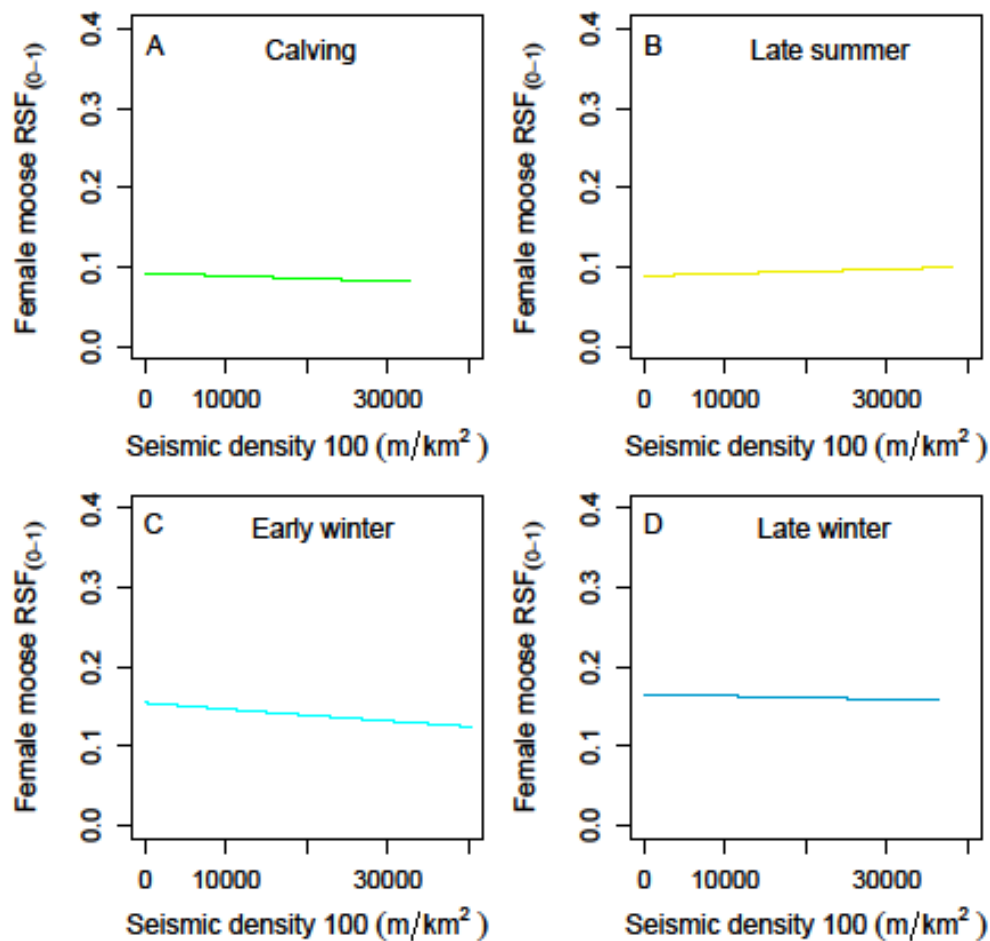 A Calving
Female moose RSF(0–1)
0.4
0.3
0.2
0.1
0.0
0 10000 30000
Seismic density 100 (m/km²)
B Late summer
Female moose RSF(0–1)
0.4
0.3
0.2
0.1
0.0
0 10000 30000
Seismic density 100 (m/km²)
C Early winter
Female moose RSF(0–1)
0.4
0.3
0.2
0.1
0.0
0 10000 30000
Seismic density 100 (m/km²)
D Late winter
Female moose RSF(0–1)
0.4
0.3
0.2
0.1
0.0
0 10000 30000
Seismic density 100 (m/km²)